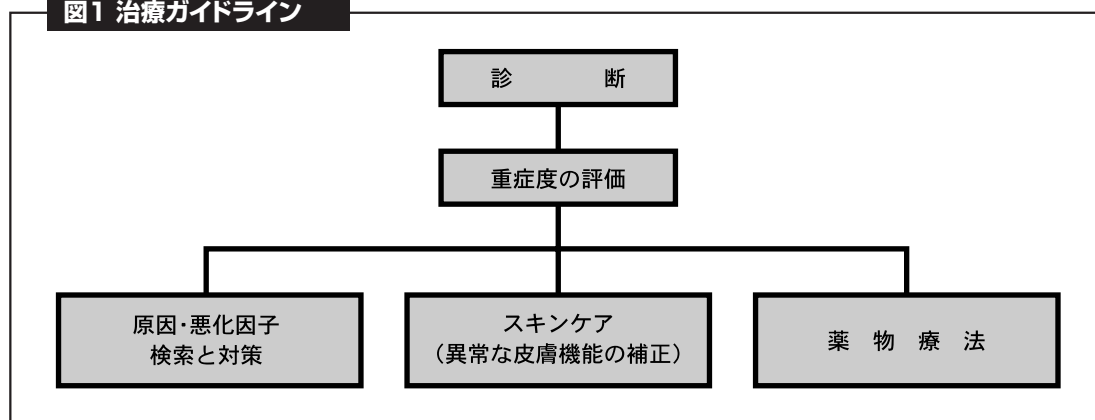 図1 治療ガイドライン
診　　　断
重症度の評価
原因・悪化因子
検索と対策
スキンケア
（異常な皮膚機能の補正）
薬　物　療　法